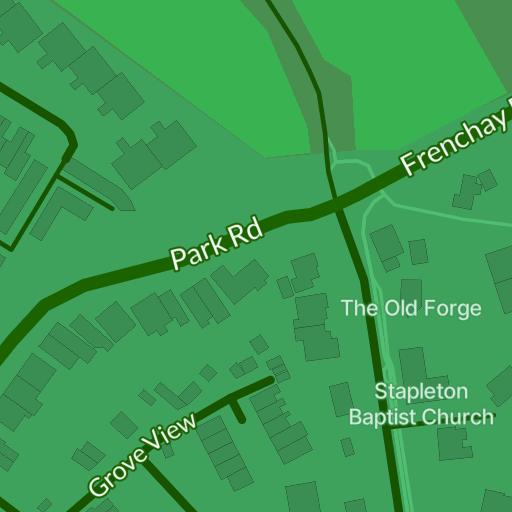 Frenchay
Park Rd
The Old Forge
Stapleton
Baptist Church
Grove View